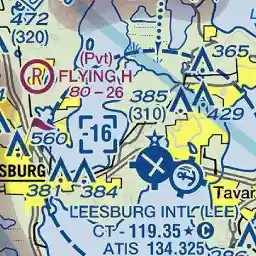 472
(320)
(Pvt)
R
FLYING H
80 - 26
365
385
(310)
429
-16
560
SBURG
381
384
Tavar
LEESBURG INTL (LEE)
CT - 119.35 ★ C
ATIS 134.325